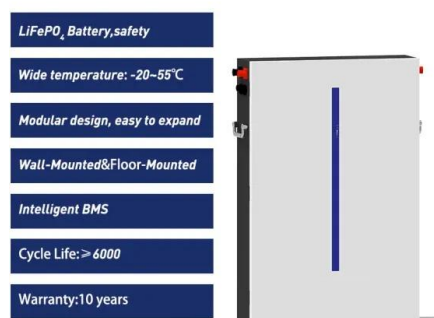 LiFePO₄ Battery,safety
Wide temperature: -20~55℃
Modular design, easy to expand
Wall-Mounted&Floor-Mounted
Intelligent BMS
Cycle Life:≥6000
Warranty:10 years